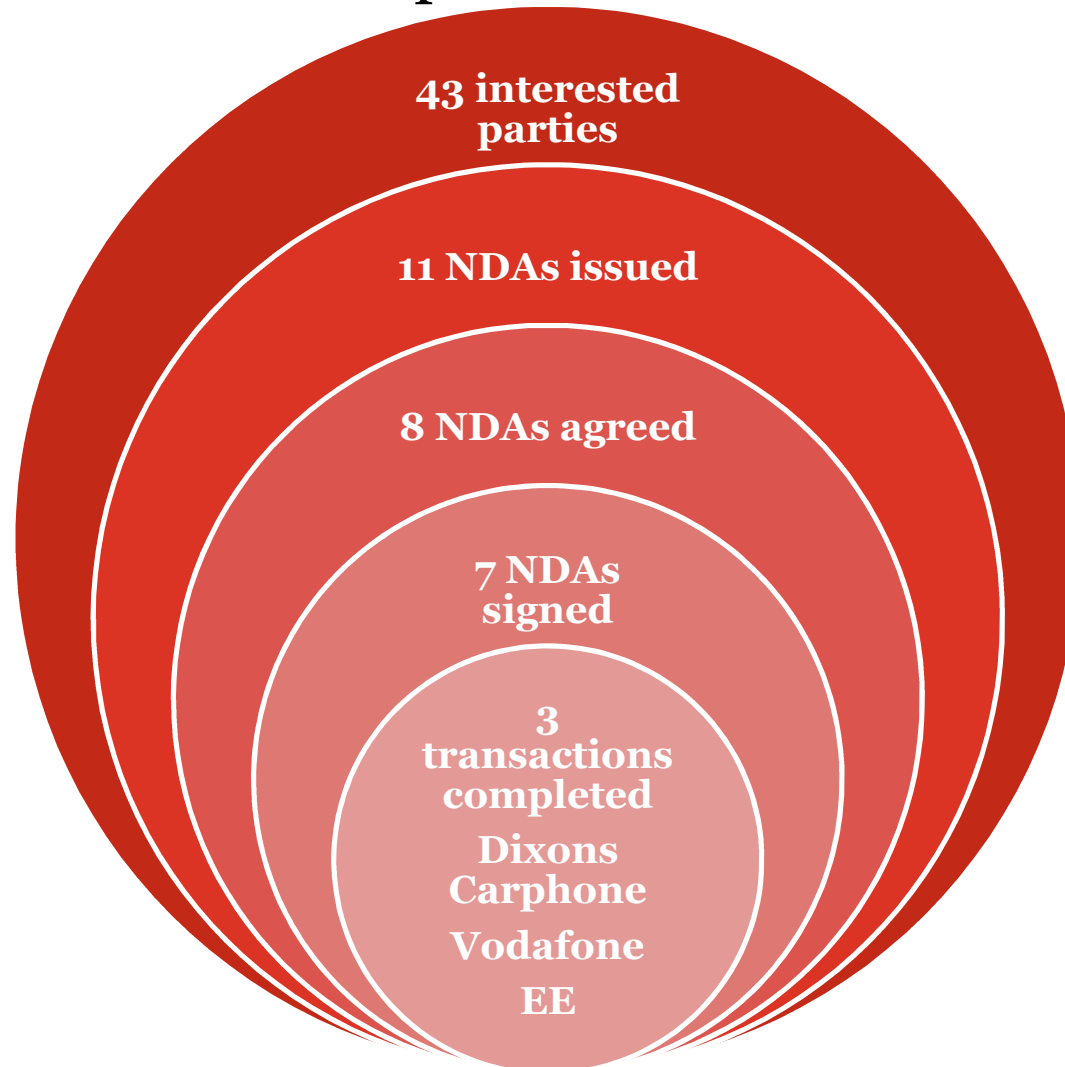 43 interested
parties
11 NDAs issued
8 NDAs agreed
7 NDAs
signed
3
transactions
completed
Dixons
Carphone
Vodafone
EE